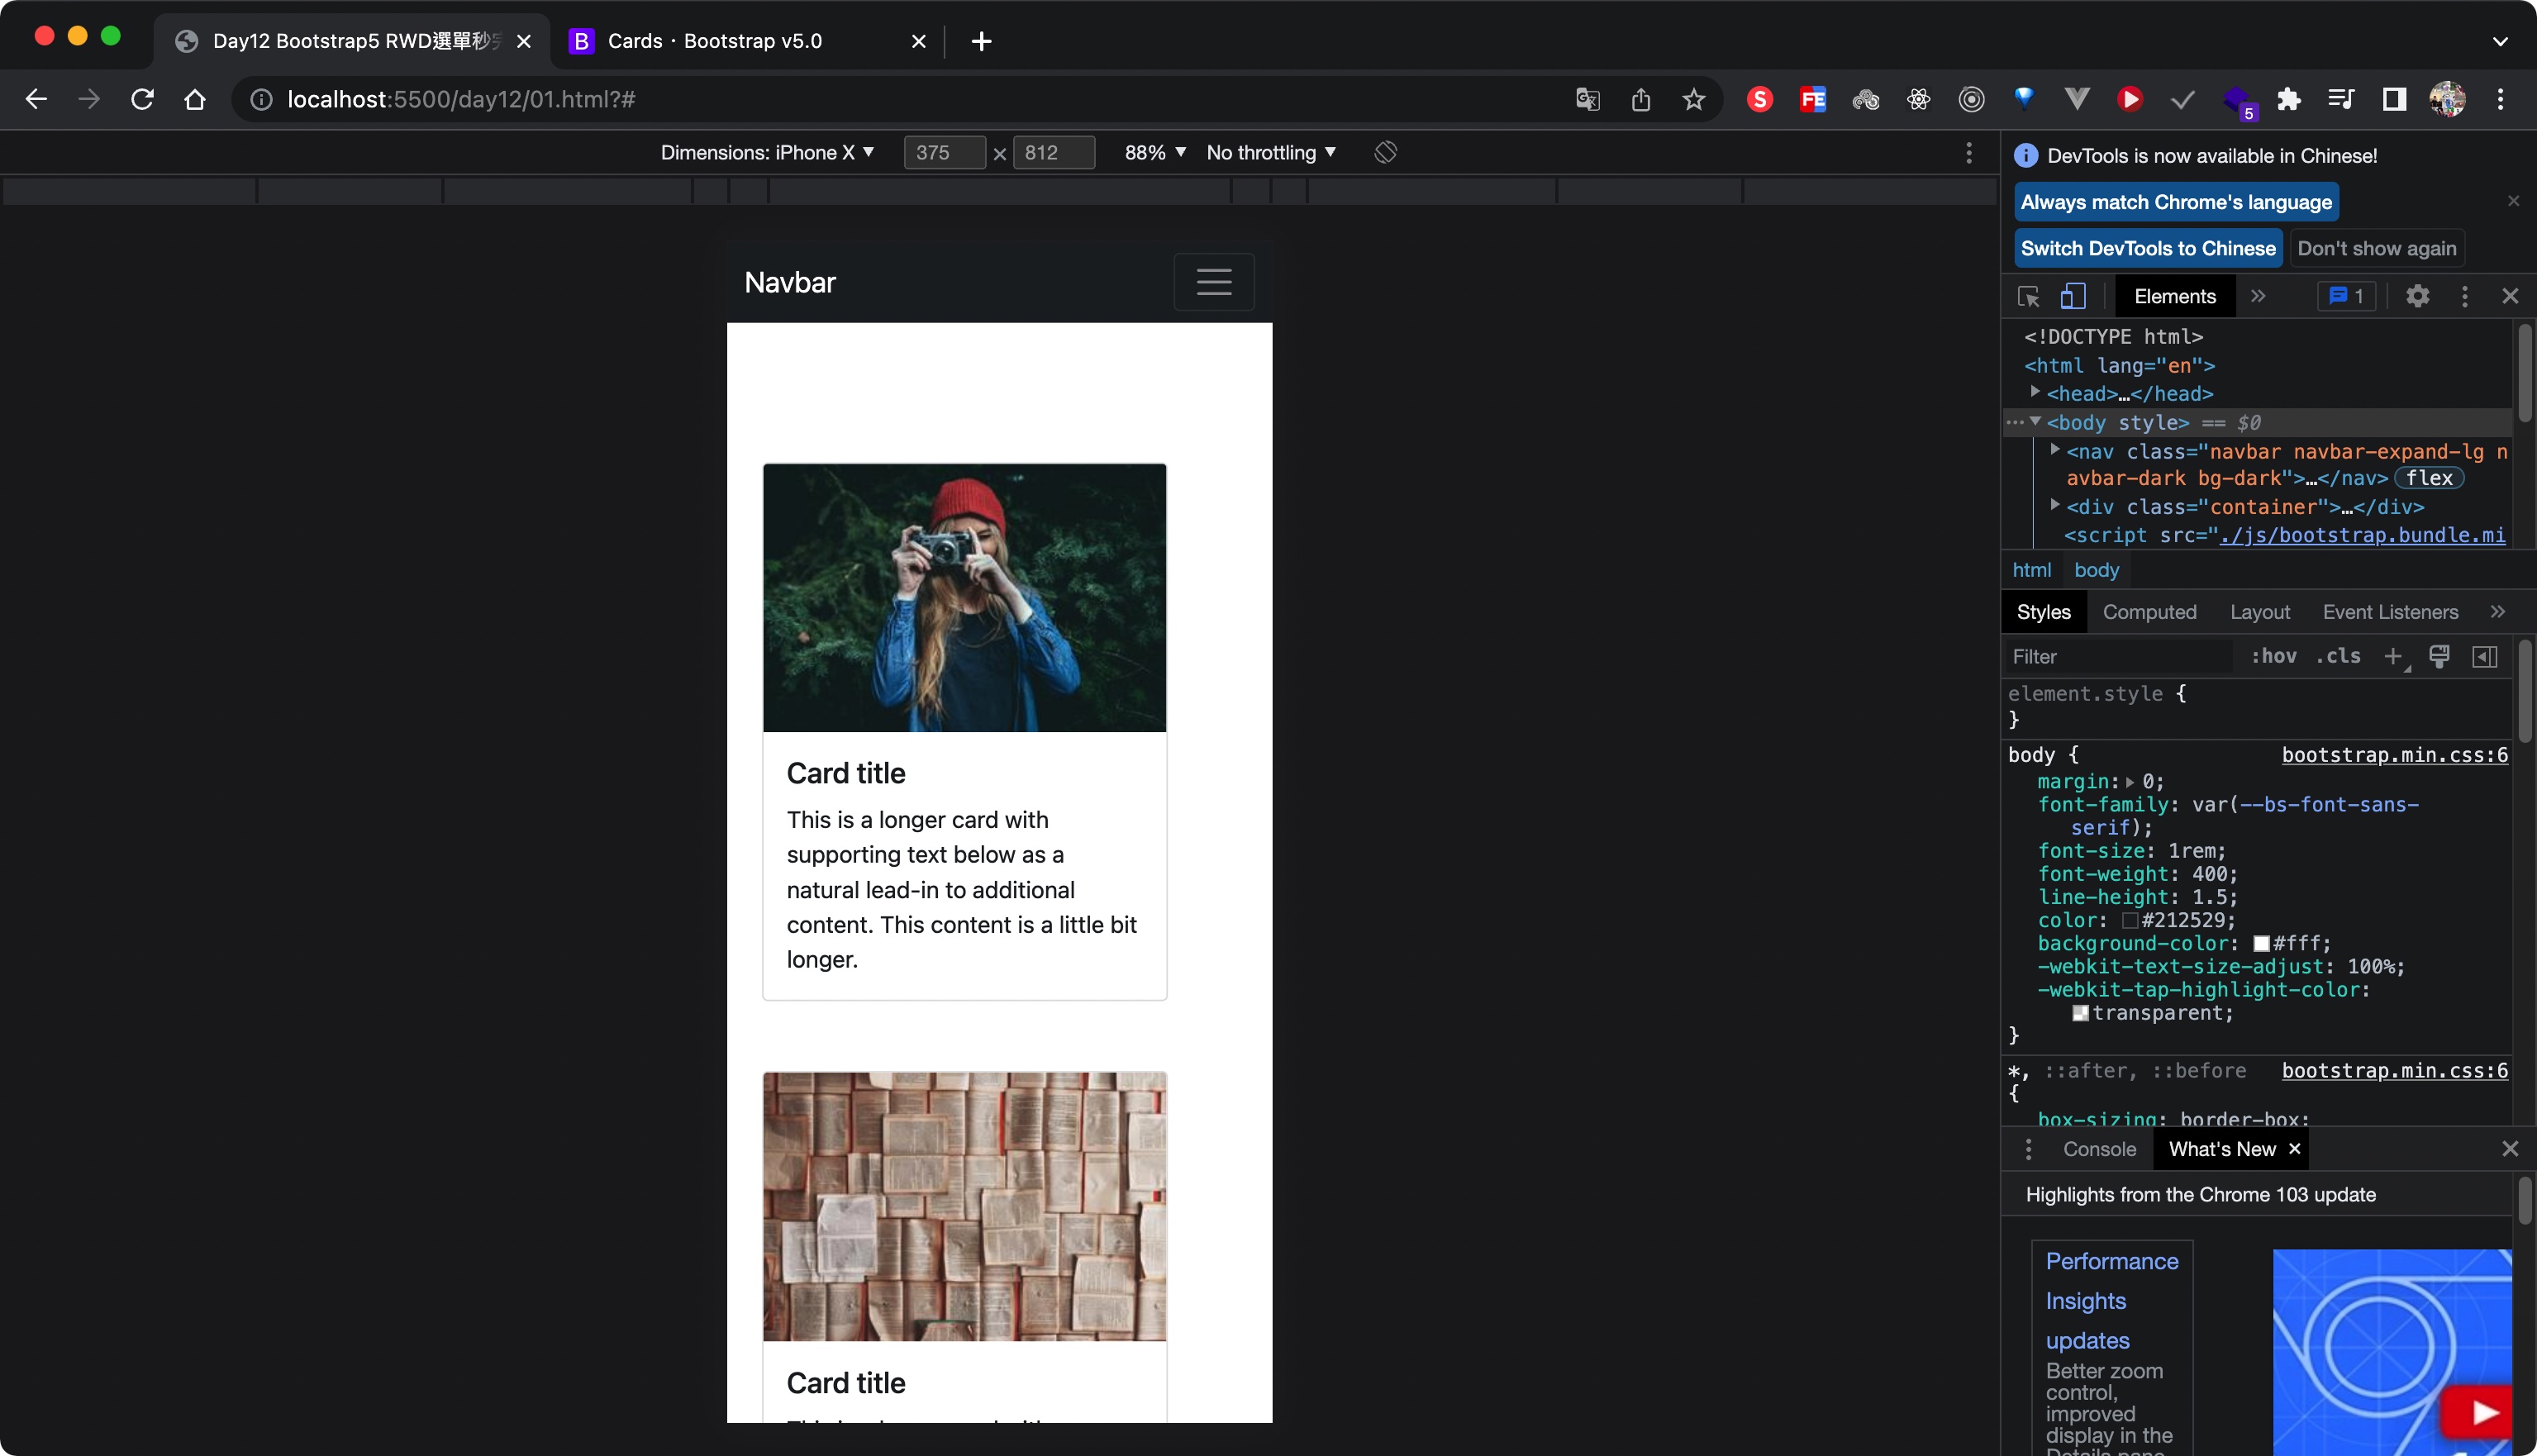 Day12 Bootstrap5 RWD選單秒
Cards · Bootstrap v5.0
localhost:5500/day12/01.html?#
5
Dimensions: iPhone X
375 × 812
88%
No throttling
DevTools is now available in Chinese!
Always match Chrome's language
Switch DevTools to Chinese
Don't show again
Elements
1
<!DOCTYPE html>
<html lang="en">
<head>…</head>
<body style> == $0
<nav class="navbar navbar-expand-lg n
avbar-dark bg-dark">…</nav> flex
<div class="container">…</div>
<script src="./js/bootstrap.bundle.mi
html body
Styles Computed Layout Event Listeners
Filter :hov .cls
element.style {
}
body { bootstrap.min.css:6
margin: 0;
font-family: var(--bs-font-sans-
serif);
font-size: 1rem;
font-weight: 400;
line-height: 1.5;
color: #212529;
background-color: #fff;
-webkit-text-size-adjust: 100%;
-webkit-tap-highlight-color:
transparent;
}
*, ::after, ::before bootstrap.min.css:6
{
box-sizing: border-box;
Console What's New
Highlights from the Chrome 103 update
Performance
Insights
updates
Better zoom
control,
improved
display in the
Details pane
Navbar
Card title
This is a longer card with
supporting text below as a
natural lead-in to additional
content. This content is a little bit
longer.
Card title